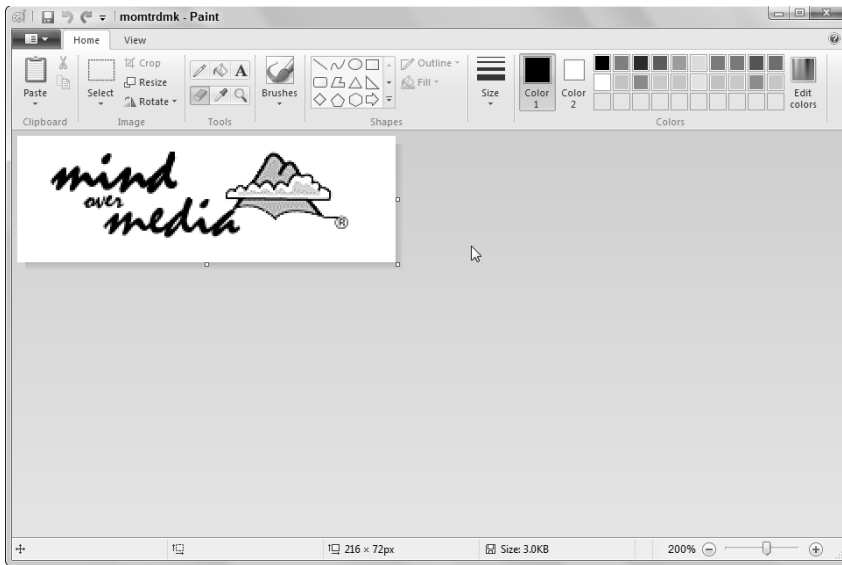 momtrdmk - Paint
Home View
Paste
Select
Crop
Resize
Rotate
A
Brushes
Outline
Fill
Size
Color 1
Color 2
Edit colors
Clipboard Image Tools Shapes Colors
mind
over
media
®
216 × 72px Size: 3.0KB 200%